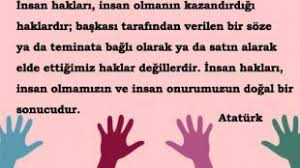 İnsan hakları, insan olmanın kazandırdığı
haklardır; başkası tarafından verilen bir söze
ya da teminata bağlı olarak ya da satın alarak
elde ettiğimiz haklar değillerdir. İnsan hakları,
insan olmamızın ve insan onurumuzun doğal bir
sonucudur.
Atatürk